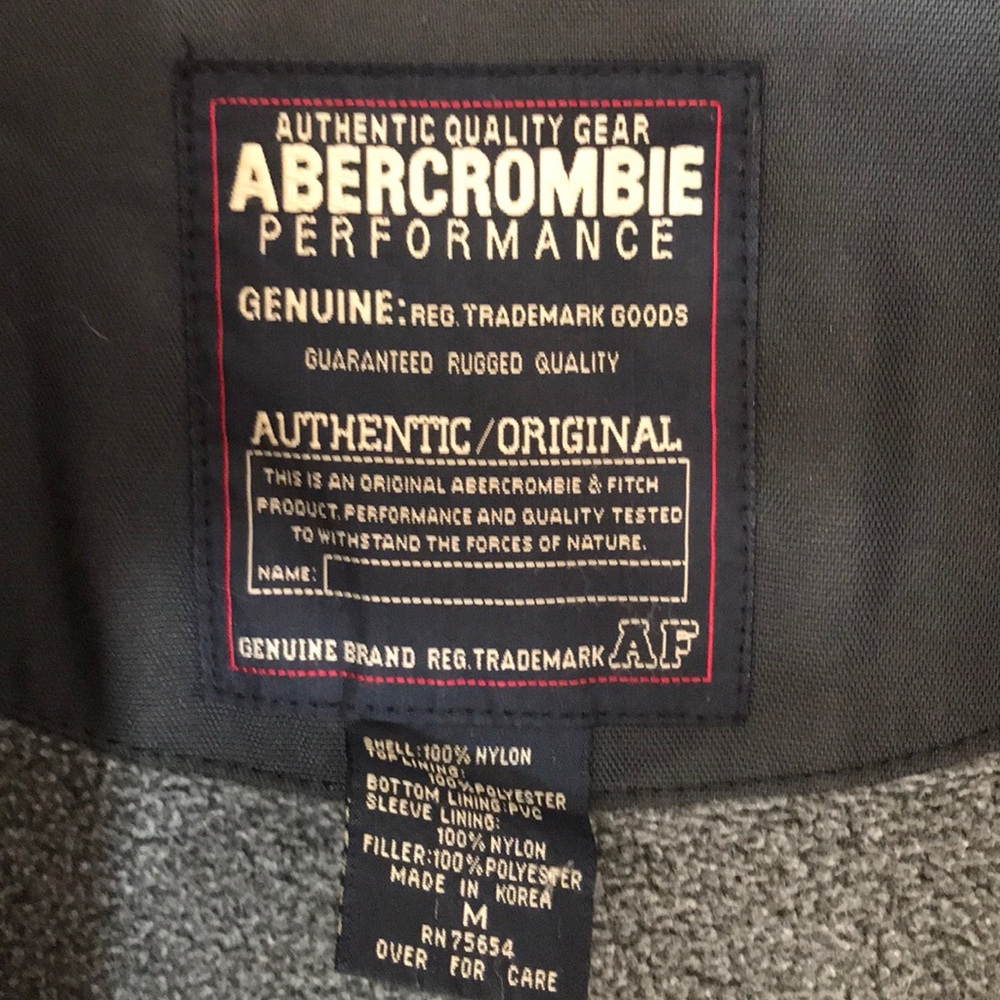 AUTHENTIC QUALITY GEAR
ABERCROMBIE
PERFORMANCE
GENUINE: REG. TRADEMARK GOODS
GUARANTEED RUGGED QUALITY
AUTHENTIC/ORIGINAL
THIS IS AN ORIGINAL ABERCROMBIE & FITCH
PRODUCT. PERFORMANCE AND QUALITY TESTED
TO WITHSTAND THE FORCES OF NATURE.
NAME:
GENUINE BRAND REG. TRADEMARK AF
SHELL:100% NYLON
TOP LINING:
100% POLYESTER
BOTTOM LINING:PVC
SLEEVE LINING:
100% NYLON
FILLER:100% POLYESTER
MADE IN KOREA
M
RN 75654
OVER FOR CARE